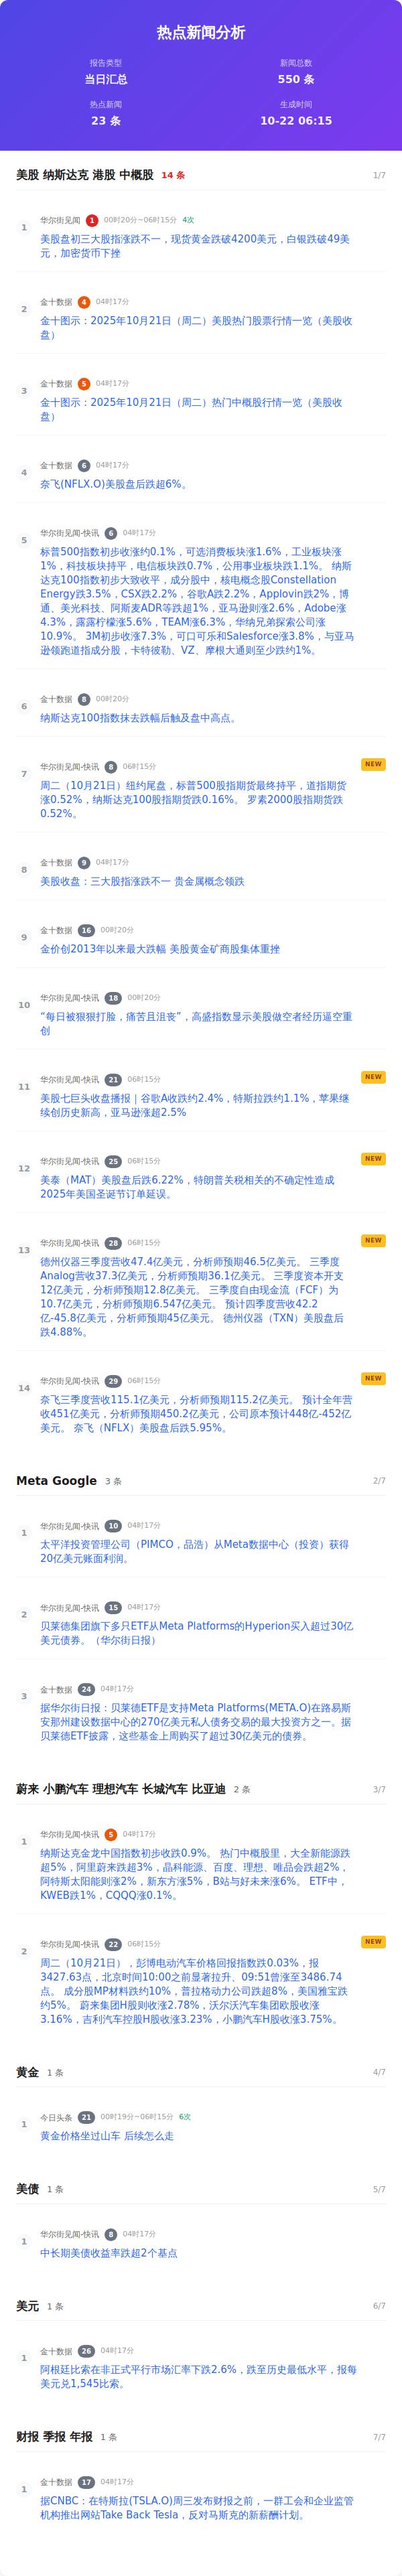 热点新闻分析
报告类型
新闻总数
当日汇总
550 条
热点新闻
生成时间
23 条
10-22 06:15
美股 纳斯达克 港股 中概股 14 条 1/7
1
华尔街见闻 1 00时20分~06时15分 4次
美股盘初三大股指涨跌不一，现货黄金跌破4200美元，白银跌破49美
元，加密货币下挫
2
金十数据 4 04时17分
金十图示：2025年10月21日（周二）美股热门股票行情一览（美股收
盘）
3
金十数据 5 04时17分
金十图示：2025年10月21日（周二）热门中概股行情一览（美股收
盘）
4
金十数据 6 04时17分
奈飞(NFLX.O)美股盘后跌超6%。
5
华尔街见闻-快讯 6 04时17分
标普500指数初步收涨约0.1%，可选消费板块涨1.6%，工业板块涨
1%，科技板块持平，电信板块跌0.7%，公用事业板块跌1.1%。 纳斯
达克100指数初步大致收平，成分股中，核电概念股Constellation
Energy跌3.5%，CSX跌2.2%，谷歌A跌2.2%，Applovin跌2%，博
通、美光科技、阿斯麦ADR等跌超1%，亚马逊则涨2.6%，Adobe涨
4.3%，露露柠檬涨5.6%，TEAM涨6.3%，华纳兄弟探索公司涨
10.9%。 3M初步收涨7.3%，可口可乐和Salesforce涨3.8%，与亚马
逊领跑道指成分股，卡特彼勒、VZ、摩根大通则至少跌约1%。
6
金十数据 8 00时20分
纳斯达克100指数抹去跌幅后触及盘中高点。
7
华尔街见闻-快讯 8 06时15分 NEW
周二（10月21日）纽约尾盘，标普500股指期货最终持平，道指期货
涨0.52%，纳斯达克100股指期货跌0.16%。 罗素2000股指期货跌
0.52%。
8
金十数据 9 04时17分
美股收盘：三大股指涨跌不一 贵金属概念领跌
9
金十数据 16 00时20分
金价创2013年以来最大跌幅 美股黄金矿商股集体重挫
10
华尔街见闻-快讯 18 00时20分
“每日被狠狠打脸，痛苦且沮丧”，高盛指数显示美股做空者经历逼空重
创
11
华尔街见闻-快讯 21 06时15分 NEW
美股七巨头收盘播报｜谷歌A收跌约2.4%，特斯拉跌约1.1%，苹果继
续创历史新高，亚马逊涨超2.5%
12
华尔街见闻-快讯 25 06时15分 NEW
美泰（MAT）美股盘后跌6.22%，特朗普关税相关的不确定性造成
2025年美国圣诞节订单延误。
13
华尔街见闻-快讯 28 06时15分 NEW
德州仪器三季度营收47.4亿美元，分析师预期46.5亿美元。 三季度
Analog营收37.3亿美元，分析师预期36.1亿美元。 三季度资本开支
12亿美元，分析师预期12.8亿美元。 三季度自由现金流（FCF）为
10.7亿美元，分析师预期6.547亿美元。 预计四季度营收42.2
亿-45.8亿美元，分析师预期45亿美元。 德州仪器（TXN）美股盘后
跌4.88%。
14
华尔街见闻-快讯 29 06时15分 NEW
奈飞三季度营收115.1亿美元，分析师预期115.2亿美元。 预计全年营
收451亿美元，分析师预期450.2亿美元，公司原本预计448亿-452亿
美元。 奈飞（NFLX）美股盘后跌5.95%。
Meta Google 3 条 2/7
1
华尔街见闻-快讯 10 04时17分
太平洋投资管理公司（PIMCO，品浩）从Meta数据中心（投资）获得
20亿美元账面利润。
2
华尔街见闻-快讯 15 04时17分
贝莱德集团旗下多只ETF从Meta Platforms的Hyperion买入超过30亿
美元债券。（华尔街日报）
3
金十数据 24 04时17分
据华尔街日报：贝莱德ETF是支持Meta Platforms(META.O)在路易斯
安那州建设数据中心的270亿美元私人债务交易的最大投资方之一。据
贝莱德ETF披露，这些基金上周购买了超过30亿美元的债券。
蔚来 小鹏汽车 理想汽车 长城汽车 比亚迪 2 条 3/7
1
华尔街见闻-快讯 5 04时17分
纳斯达克金龙中国指数初步收跌0.9%。 热门中概股里，大全新能源跌
超5%，阿里蔚来跌超3%，晶科能源、百度、理想、唯品会跌超2%，
阿特斯太阳能则涨2%，新东方涨5%，B站与好未来涨6%。 ETF中，
KWEB跌1%，CQQQ涨0.1%。
2
华尔街见闻-快讯 22 06时15分 NEW
周二（10月21日），彭博电动汽车价格回报指数跌0.03%，报
3427.63点，北京时间10:00之前显著拉升、09:51曾涨至3486.74
点。 成分股MP材料跌约10%，普拉格动力公司跌超8%，美国雅宝跌
约5%。 蔚来集团H股则收涨2.78%，沃尔沃汽车集团欧股收涨
3.16%，吉利汽车控股H股收涨3.23%，小鹏汽车H股收涨3.75%。
黄金 1 条 4/7
1
今日头条 21 00时19分~06时15分 6次
黄金价格坐过山车 后续怎么走
美债 1 条 5/7
1
华尔街见闻-快讯 8 04时17分
中长期美债收益率跌超2个基点
美元 1 条 6/7
1
金十数据 26 04时17分
阿根廷比索在非正式平行市场汇率下跌2.6%，跌至历史最低水平，报每
美元兑1,545比索。
财报 季报 年报 1 条 7/7
1
金十数据 17 04时17分
据CNBC：在特斯拉(TSLA.O)周三发布财报之前，一群工会和企业监管
机构推出网站Take Back Tesla，反对马斯克的新薪酬计划。